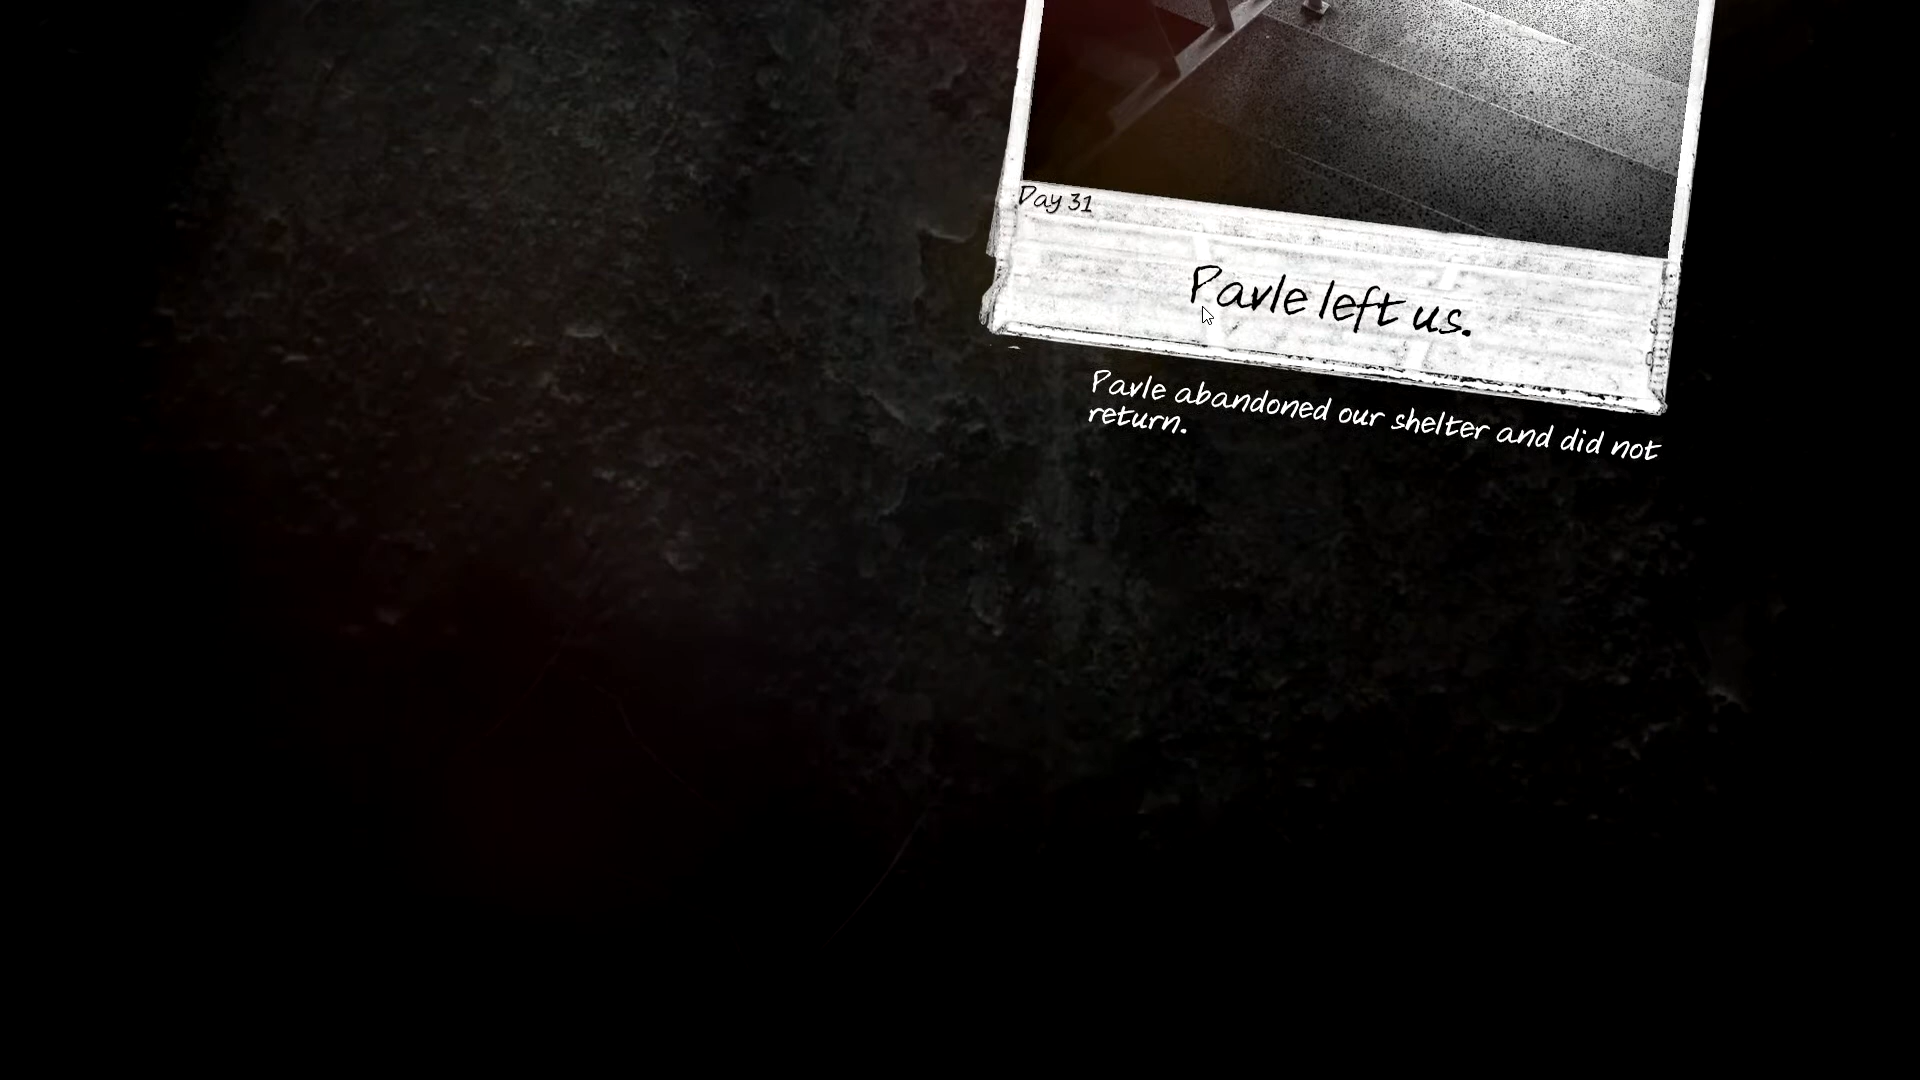 Day 31
Pavle left us.
Pavle abandoned our shelter and did not
return.